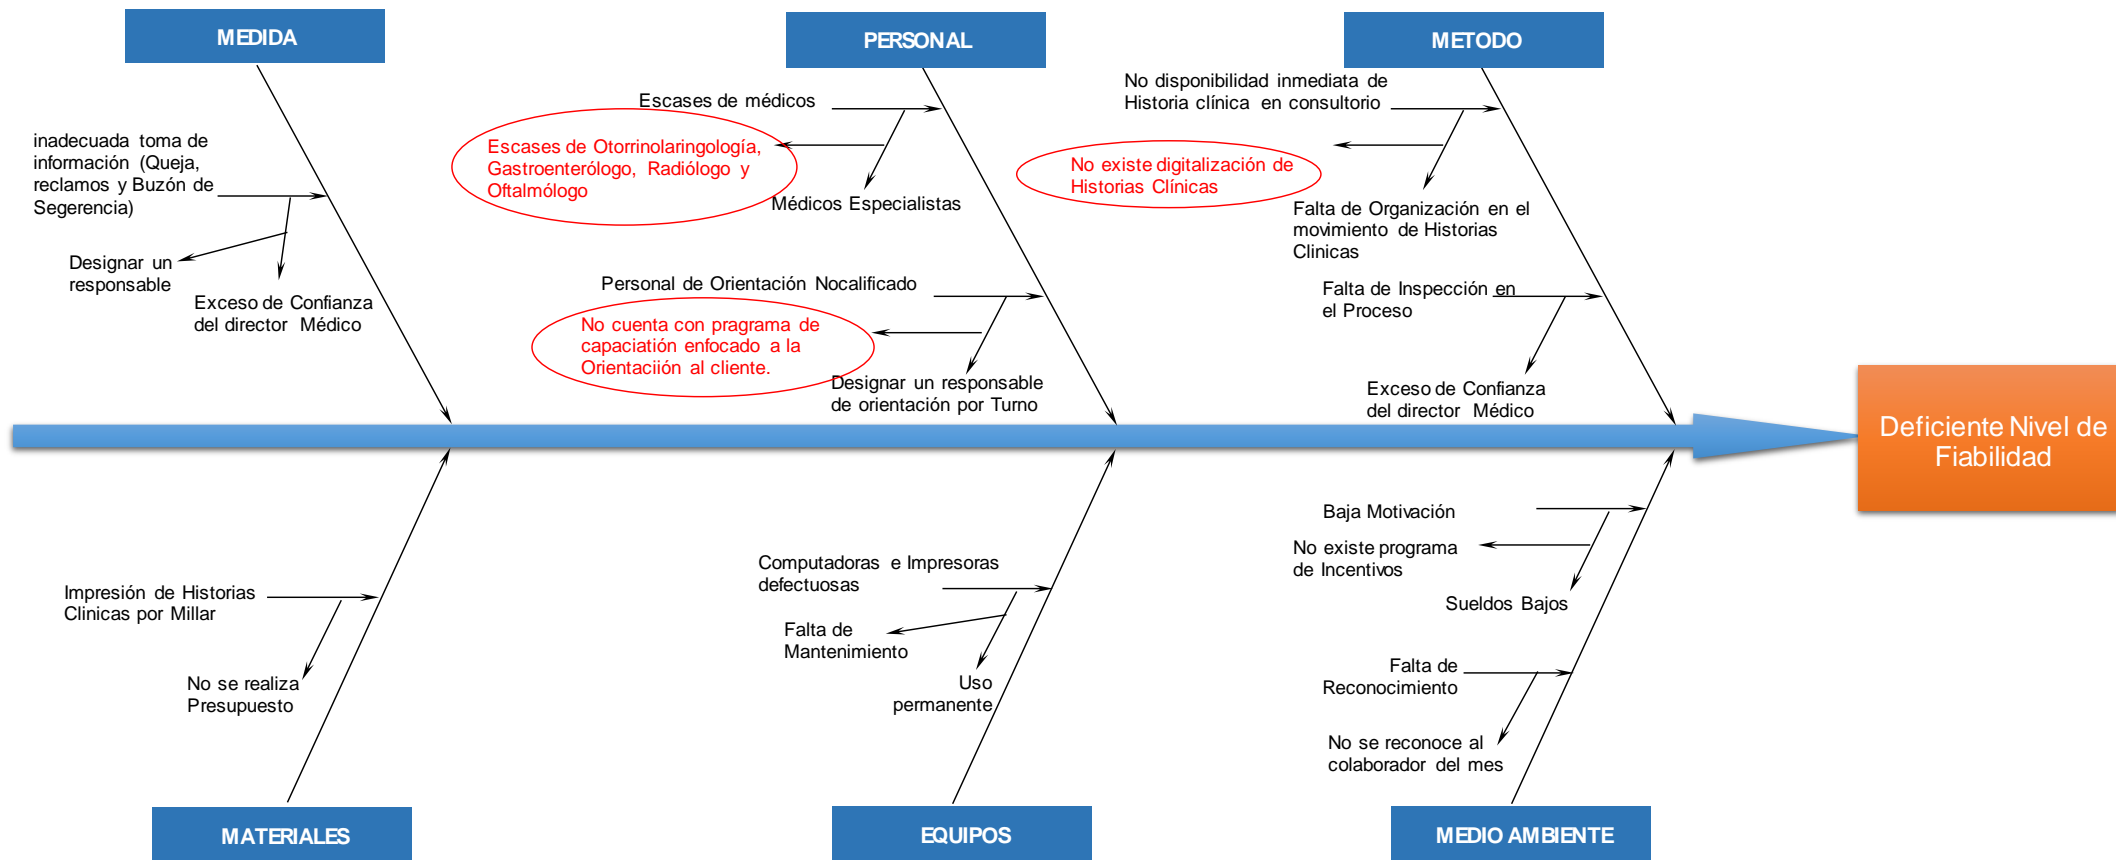 MEDIDA
PERSONAL
METODO
inadecuada toma de
información (Queja,
reclamos y Buzón de
Segerencia)
Designar un
responsable
Exceso de Confianza
del director Médico
Escases de médicos
Escases de Otorrinolaringología,
Gastroenterólogo, Radiólogo y
Oftalmólogo
Médicos Especialistas
Personal de Orientación Nocalificado
No cuenta con pragrama de
capaciatión enfocado a la
Orientaciión al cliente.
Designar un responsable
de orientación por Turno
No disponibilidad inmediata de
Historia clínica en consultorio
No existe digitalización de
Historias Clínicas
Falta de Organización en el
movimiento de Historias
Clinicas
Falta de Inspección en
el Proceso
Exceso de Confianza
del director Médico
Deficiente Nivel de
Fiabilidad
Impresión de Historias
Clinicas por Millar
No se realiza
Presupuesto
Computadoras e Impresoras
defectuosas
Falta de
Mantenimiento
Uso
permanente
Baja Motivación
No existe programa
de Incentivos
Sueldos Bajos
Falta de
Reconocimiento
No se reconoce al
colaborador del mes
MATERIALES
EQUIPOS
MEDIO AMBIENTE